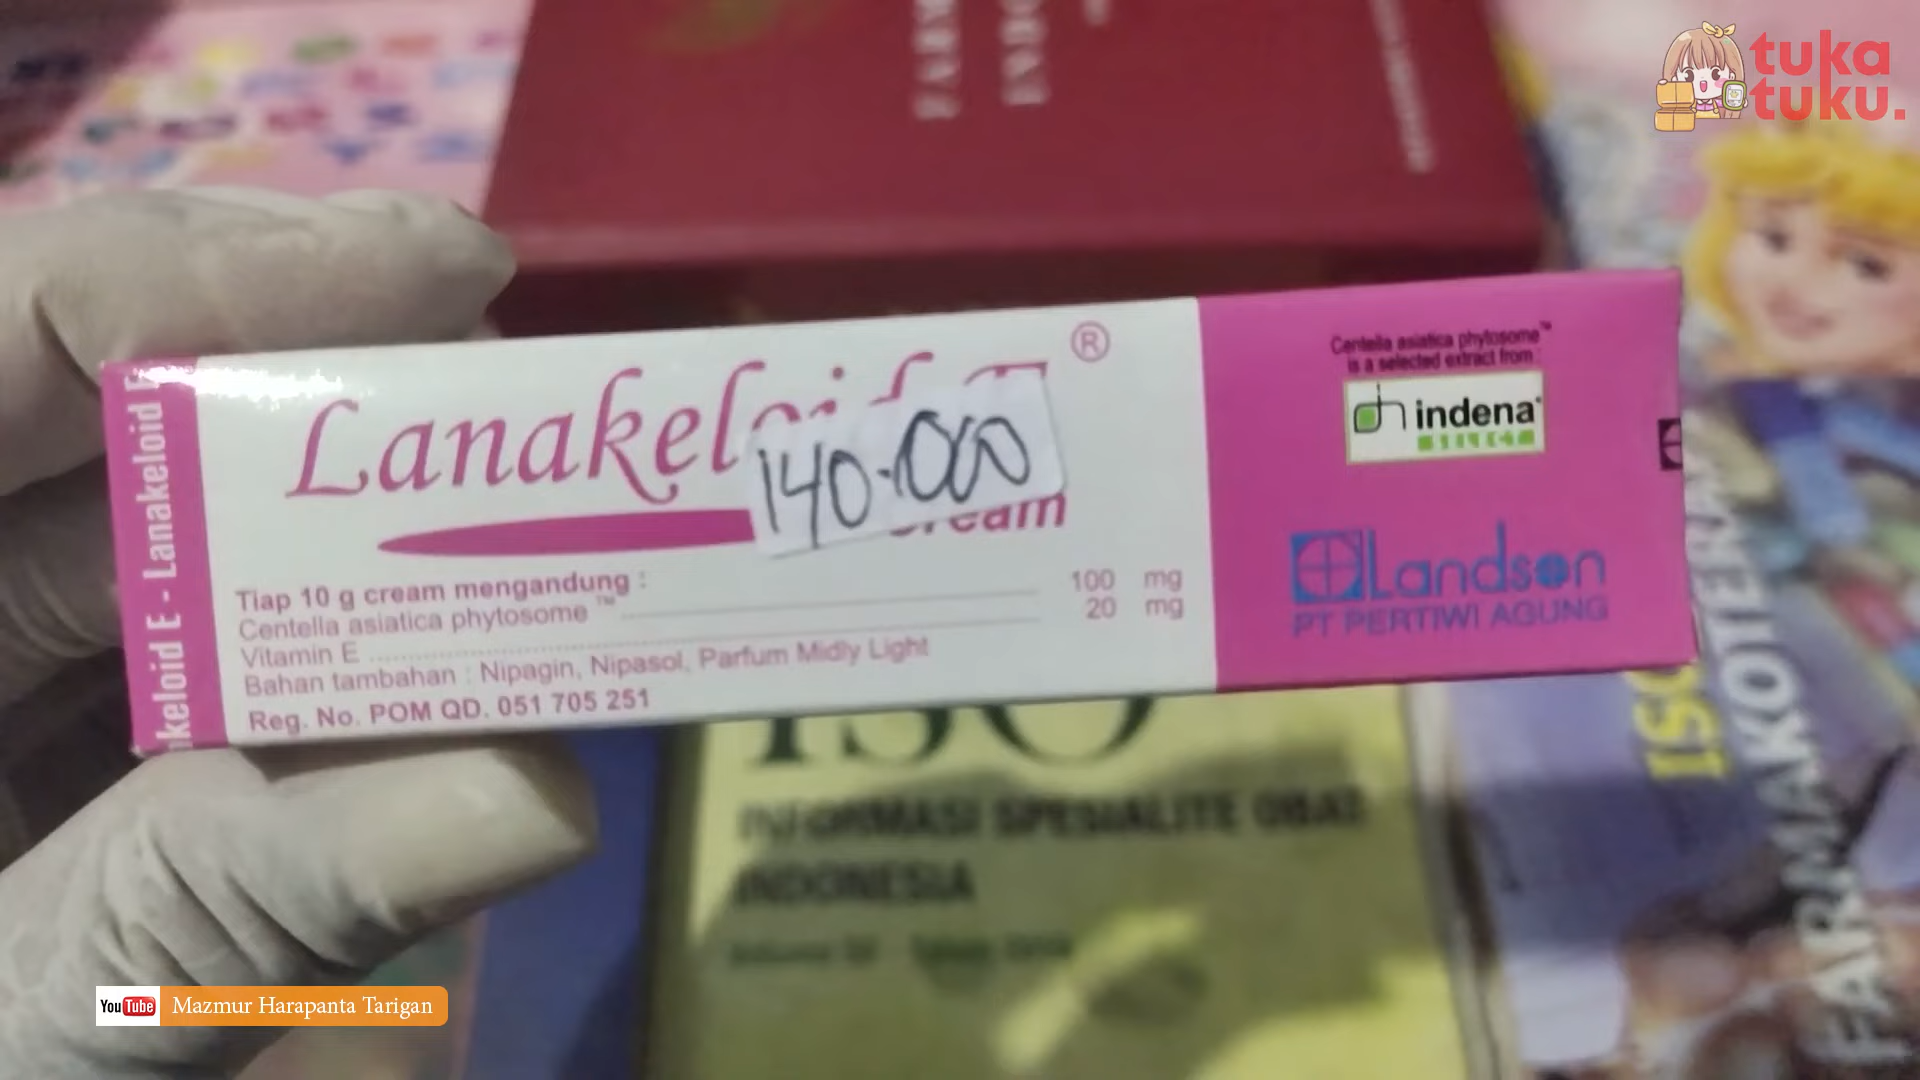 tuka
tuku.
Lanakel
®
140.000
cream
Tiap 10 g cream mengandung :
Centella asiatica phytosome™ 100 mg
Vitamin E 20 mg
Bahan tambahan : Nipagin, Nipasol, Parfum Midly Light
Reg. No. POM QD. 051 705 251
Lanakeloid E - Lanakeloid E
Centella asiatica phytosome™
is a selected extract from
indena
Landson
PT PERTIWI AGUNG
ISO
INFORMASI SPESIALITE OBAT
INDONESIA
ISO
FARMAKOTERAPI
YouTube Mazmur Harapanta Tarigan